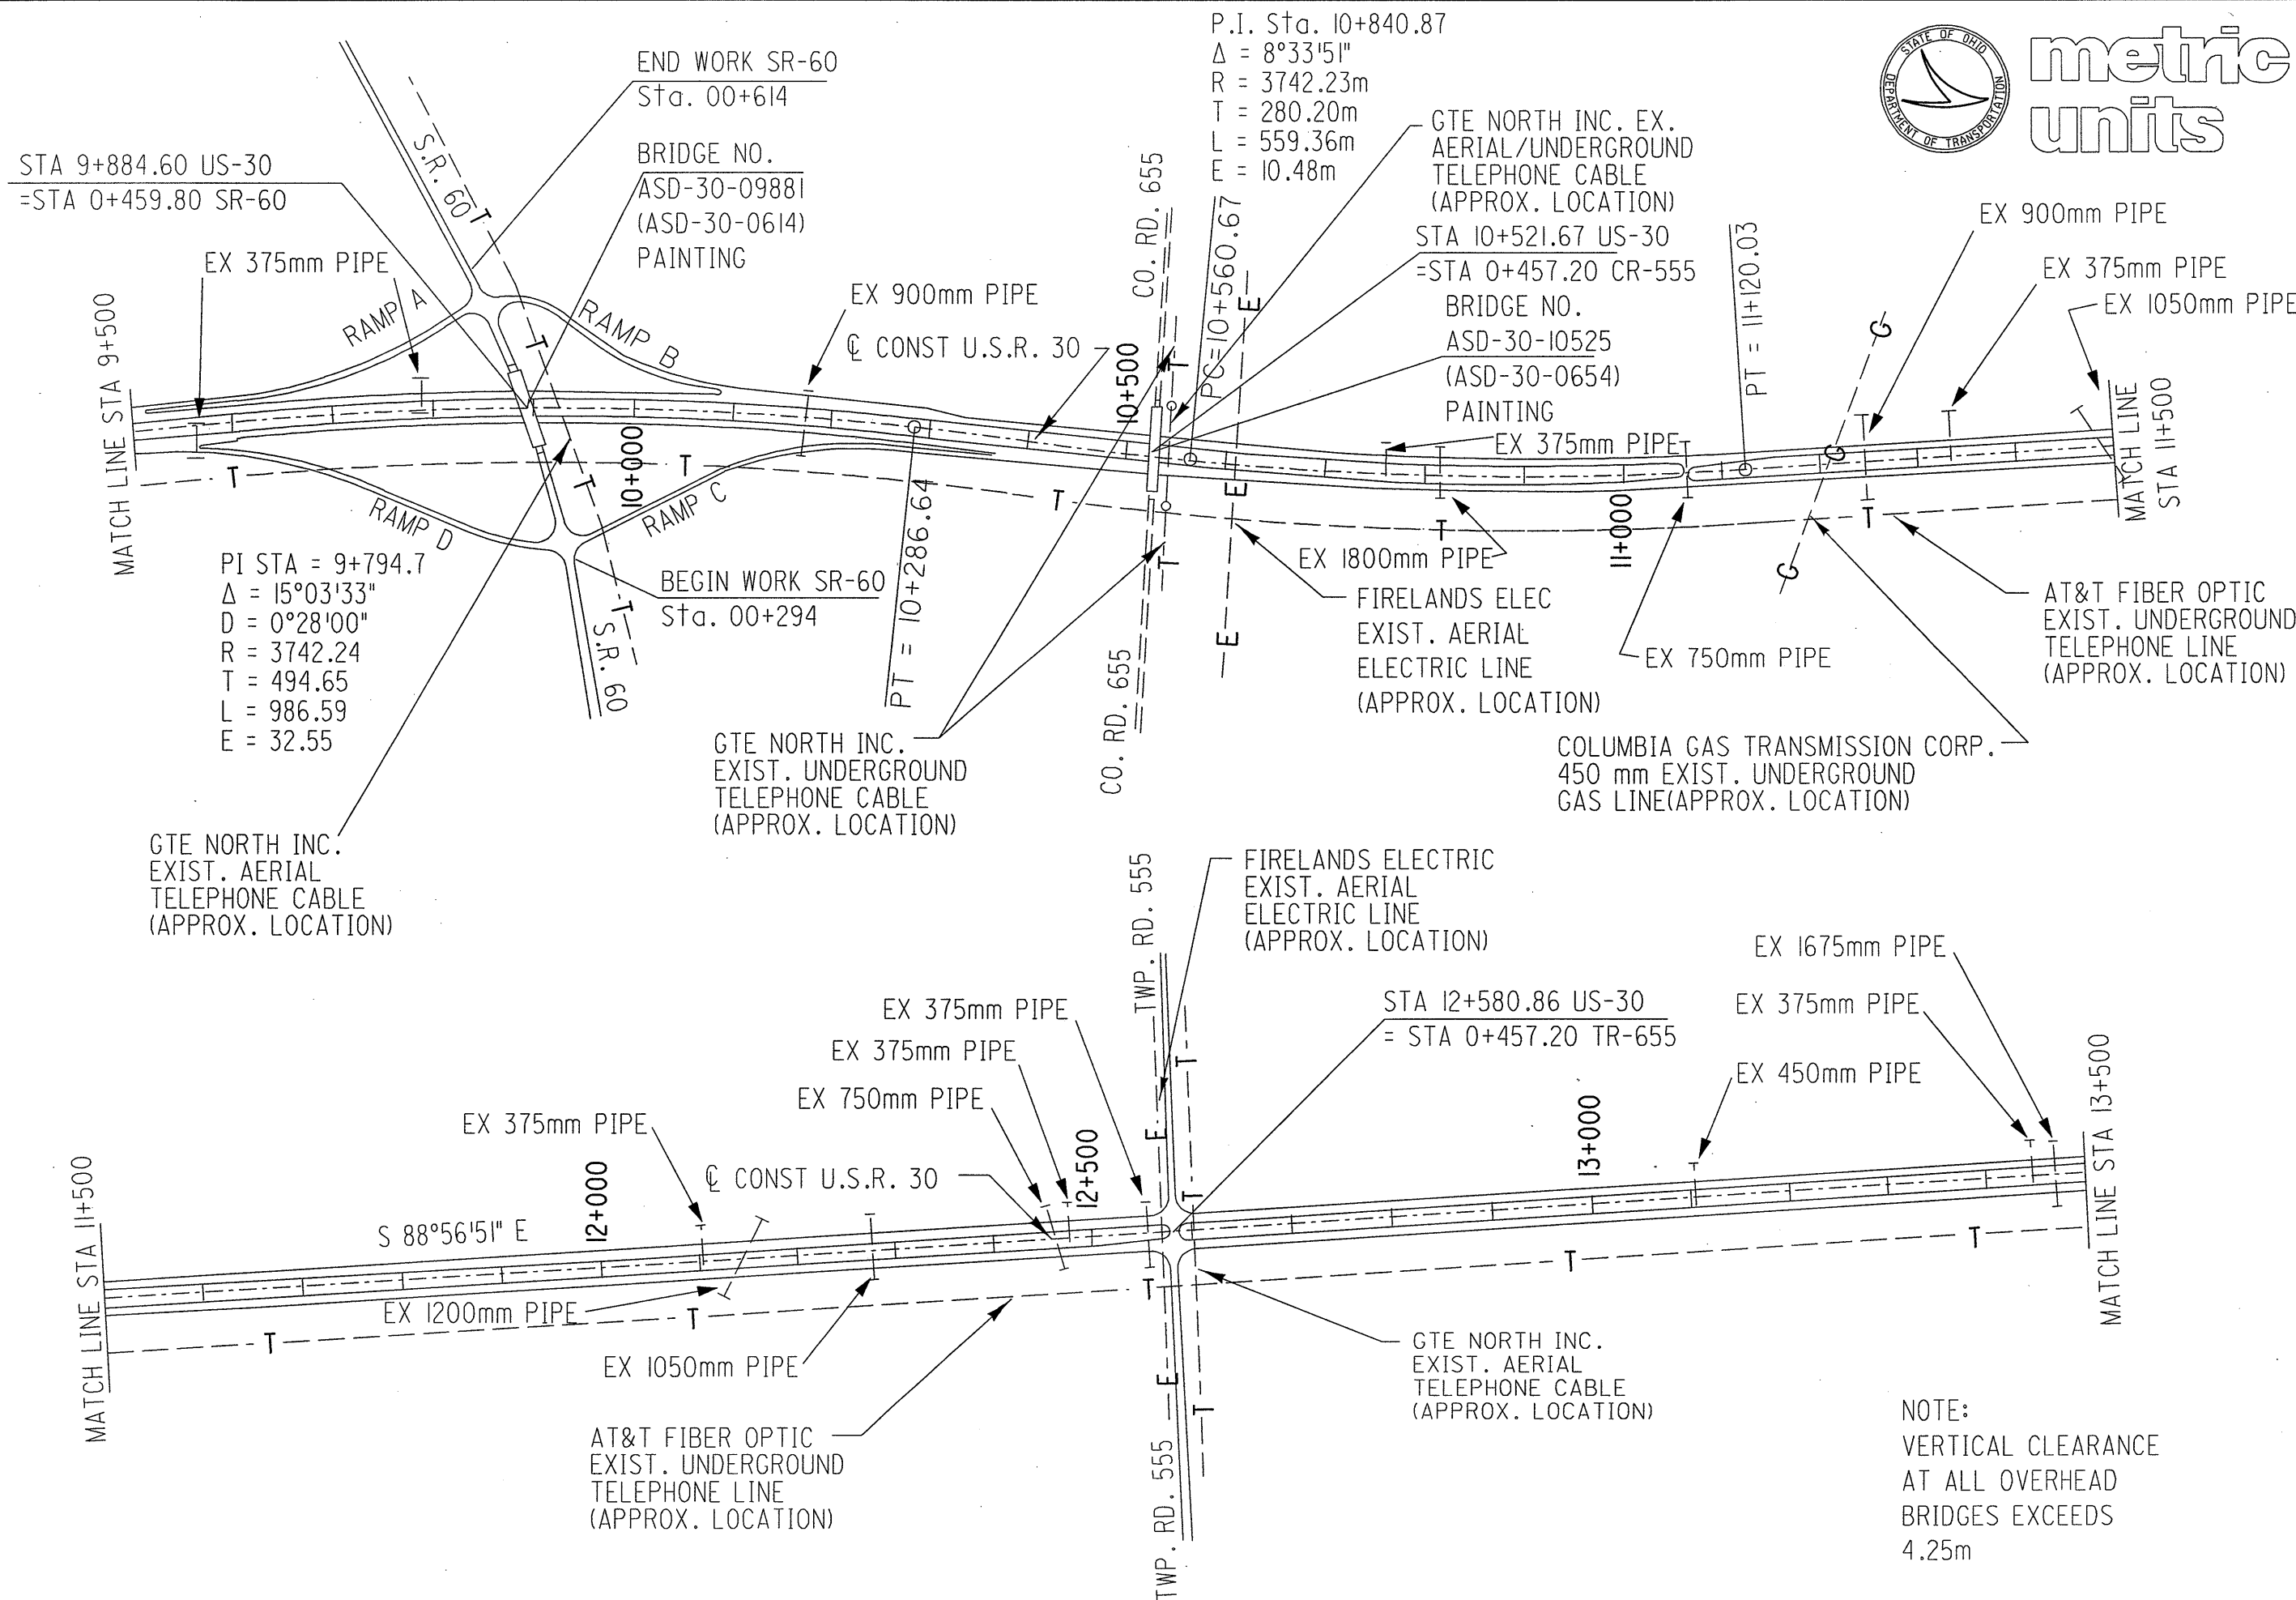 P.I. Sta. 10+840.87
Δ = 8°33'51"
R = 3742.23m
T = 280.20m
L = 559.36m
E = 10.48m
STATE OF OHIO
DEPARTMENT OF TRANSPORTATION
metric
units
END WORK SR-60
Sta. 00+614
BRIDGE NO.
ASD-30-09881
(ASD-30-0614)
PAINTING
STA 9+884.60 US-30
=STA 0+459.80 SR-60
EX 375mm PIPE
S.R. 60
T
RAMP A
RAMP B
T
EX 900mm PIPE
℄ CONST U.S.R. 30
CO. RD. 655
10+500
T
PC=10+560.67
E
GTE NORTH INC. EX.
AERIAL/UNDERGROUND
TELEPHONE CABLE
(APPROX. LOCATION)
STA 10+521.67 US-30
=STA 0+457.20 CR-555
BRIDGE NO.
ASD-30-10525
(ASD-30-0654)
PAINTING
EX 375mm PIPE
PT = 11+120.03
G
EX 900mm PIPE
EX 375mm PIPE
EX 1050mm PIPE
MATCH LINE
STA 11+500
MATCH LINE STA 9+500
T
RAMP D
T
10+000
T
RAMP C
T
E
T
11+000
G
T
G
PI STA = 9+794.7
Δ = 15°03'33"
D = 0°28'00"
R = 3742.24
T = 494.65
L = 986.59
E = 32.55
BEGIN WORK SR-60
Sta. 00+294
T
S.R. 60
PT = 10+286.64
T
CO. RD. 655
E
EX 1800mm PIPE
FIRELANDS ELEC
EXIST. AERIAL
ELECTRIC LINE
(APPROX. LOCATION)
EX 750mm PIPE
AT&T FIBER OPTIC
EXIST. UNDERGROUND
TELEPHONE LINE
(APPROX. LOCATION)
GTE NORTH INC.
EXIST. UNDERGROUND
TELEPHONE CABLE
(APPROX. LOCATION)
COLUMBIA GAS TRANSMISSION CORP.
450 mm EXIST. UNDERGROUND
GAS LINE(APPROX. LOCATION)
GTE NORTH INC.
EXIST. AERIAL
TELEPHONE CABLE
(APPROX. LOCATION)
TWP. RD. 555
FIRELANDS ELECTRIC
EXIST. AERIAL
ELECTRIC LINE
(APPROX. LOCATION)
EX 375mm PIPE
EX 375mm PIPE
EX 750mm PIPE
EX 375mm PIPE
℄ CONST U.S.R. 30
12+500
T
E
T
STA 12+580.86 US-30
= STA 0+457.20 TR-655
EX 1675mm PIPE
EX 375mm PIPE
EX 450mm PIPE
13+000
MATCH LINE STA 13+500
MATCH LINE STA 11+500
S 88°56'51" E
12+000
EX 1200mm PIPE
T
T
EX 1050mm PIPE
T
T
T
E
T
AT&T FIBER OPTIC
EXIST. UNDERGROUND
TELEPHONE LINE
(APPROX. LOCATION)
TWP. RD. 555
GTE NORTH INC.
EXIST. AERIAL
TELEPHONE CABLE
(APPROX. LOCATION)
NOTE:
VERTICAL CLEARANCE
AT ALL OVERHEAD
BRIDGES EXCEEDS
4.25m